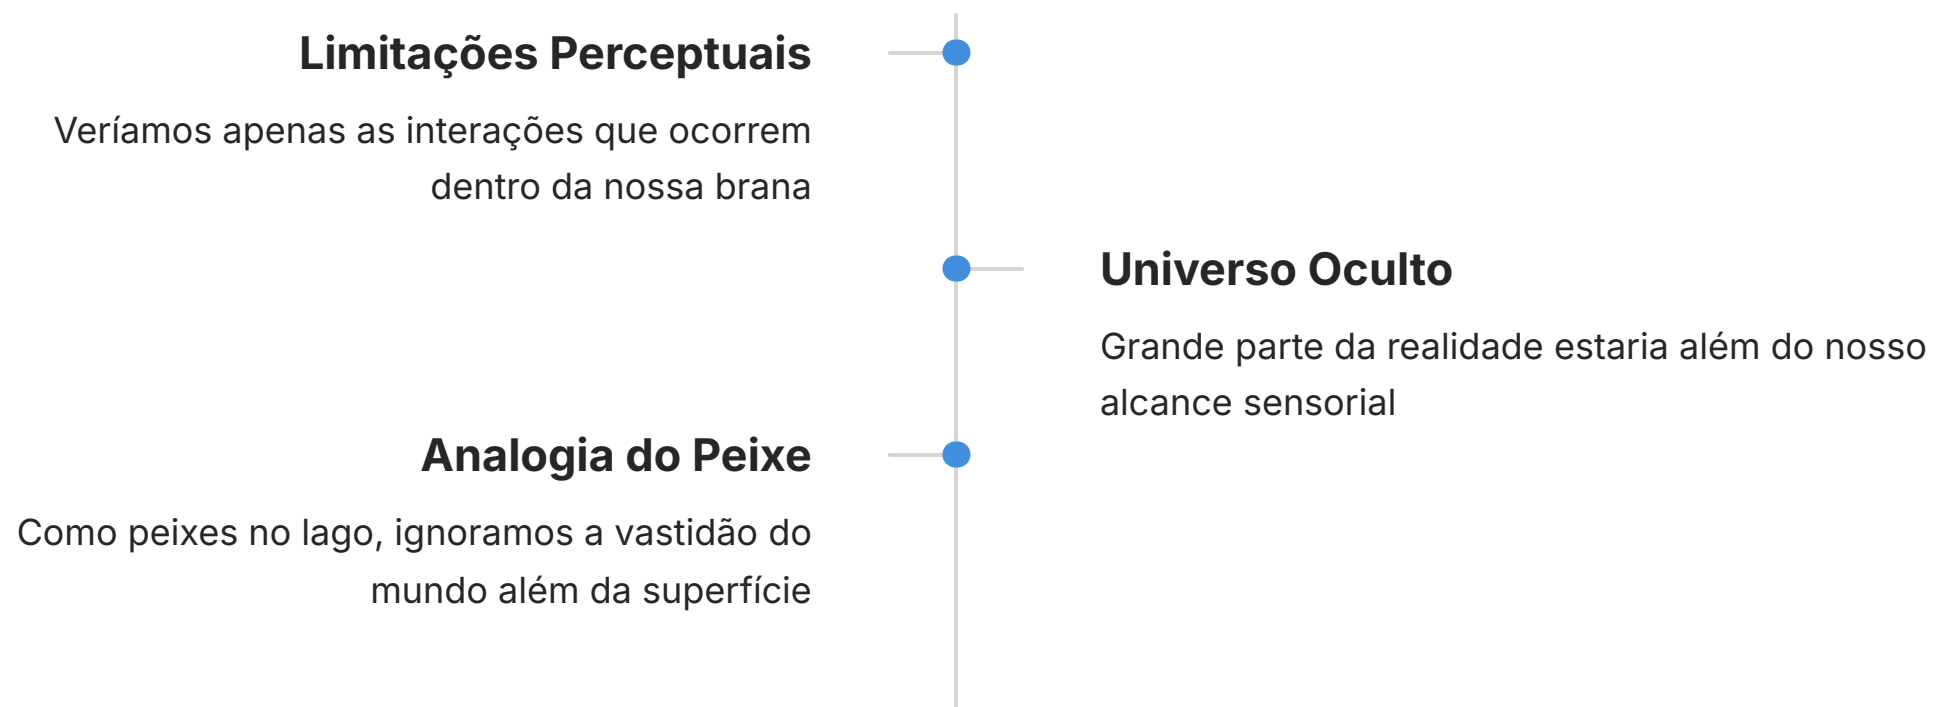 Limitações Perceptuais
Veríamos apenas as interações que ocorrem
dentro da nossa brana
Universo Oculto
Grande parte da realidade estaria além do nosso
alcance sensorial
Analogia do Peixe
Como peixes no lago, ignoramos a vastidão do
mundo além da superfície